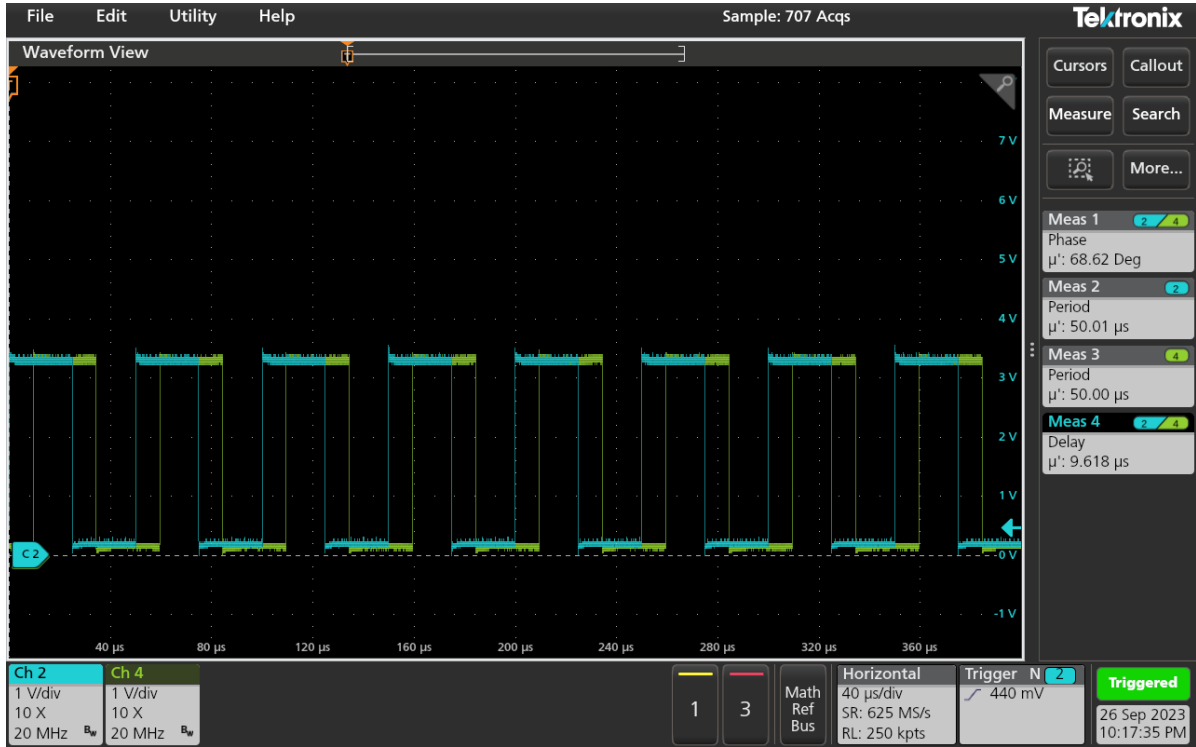 File Edit Utility Help Sample: 707 Acqs Tektronix
Waveform View
T
Cursors Callout
Measure Search
More...
7 V
6 V
5 V
4 V
3 V
2 V
1 V
0 V
-1 V
C 2
40 µs 80 µs 120 µs 160 µs 200 µs 240 µs 280 µs 320 µs 360 µs
Meas 1 2 4
Phase
µ': 68.62 Deg
Meas 2 2
Period
µ': 50.01 µs
Meas 3 4
Period
µ': 50.00 µs
Meas 4 2 4
Delay
µ': 9.618 µs
Ch 2
1 V/div
10 X
20 MHz Bw
Ch 4
1 V/div
10 X
20 MHz Bw
1
3
Math
Ref
Bus
Horizontal
40 µs/div
SR: 625 MS/s
RL: 250 kpts
Trigger N 2
440 mV
Triggered
26 Sep 2023
10:17:35 PM